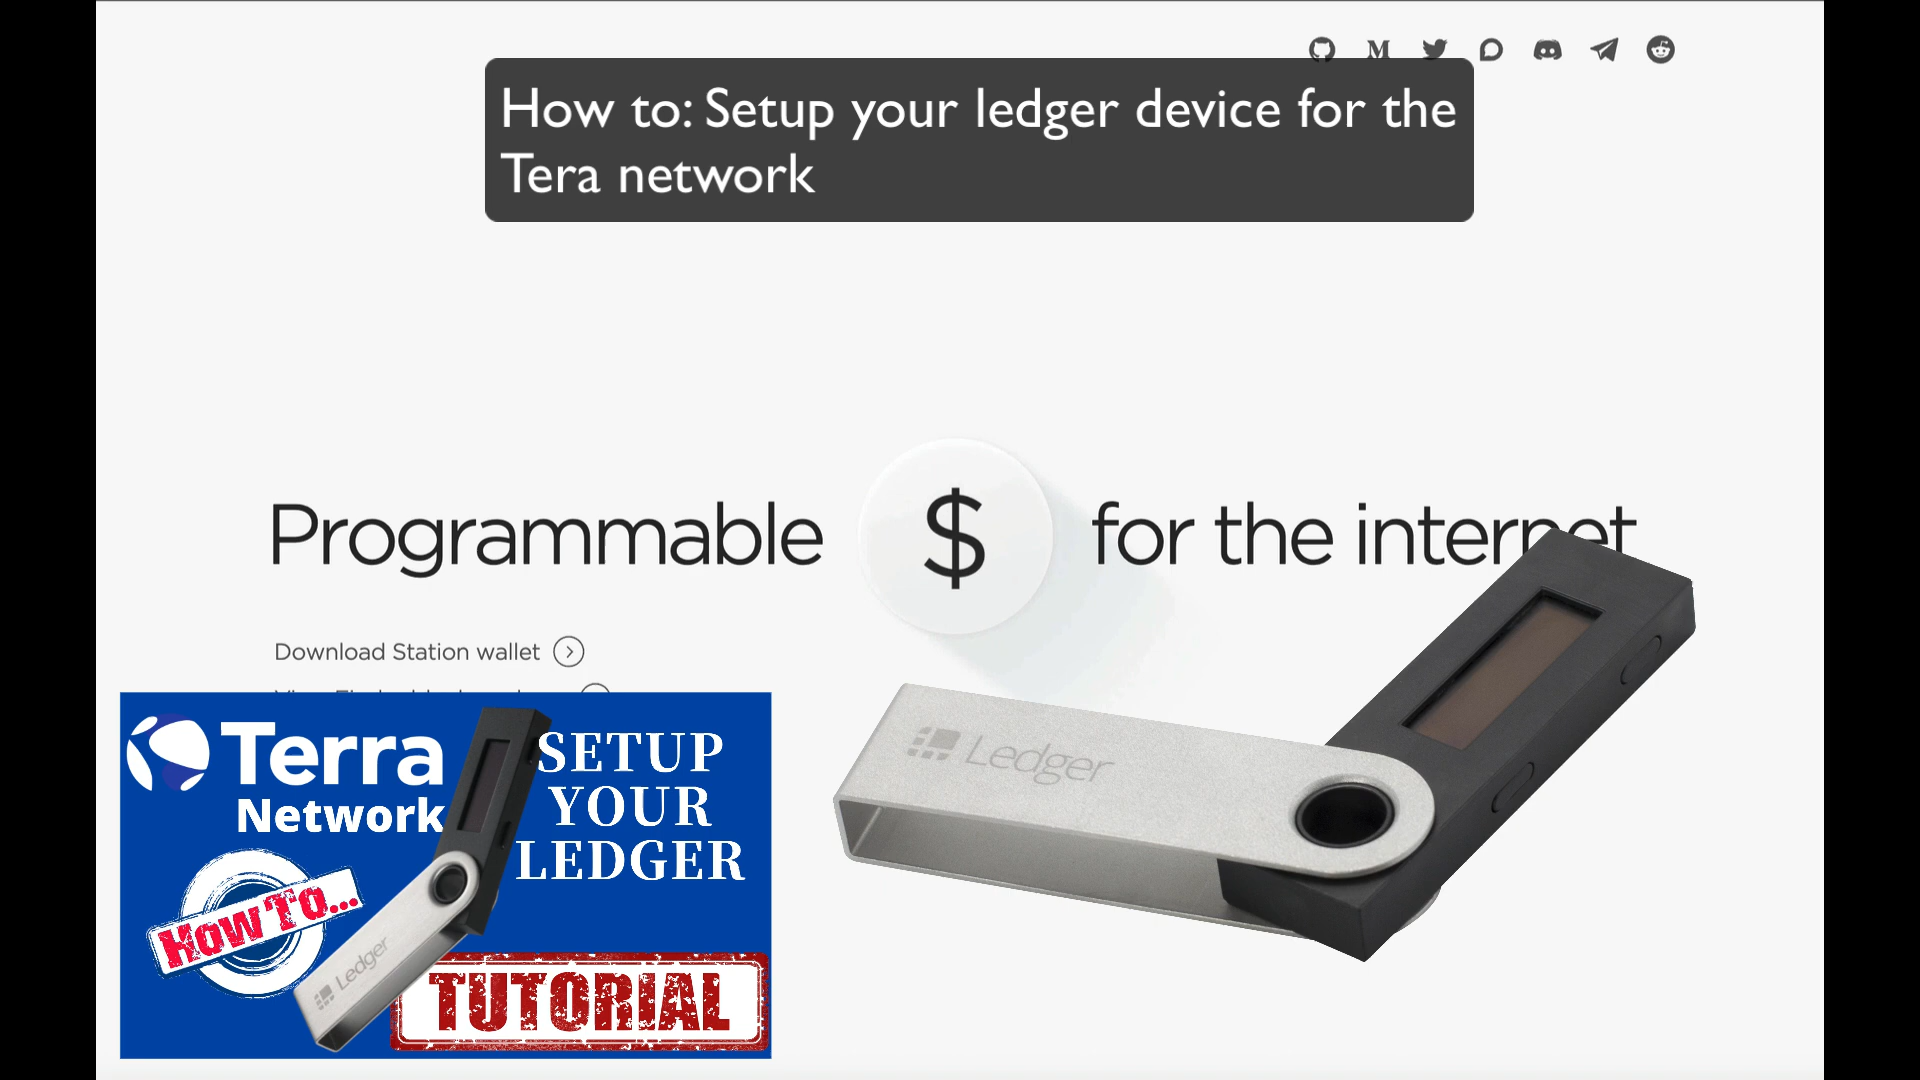 How to: Setup your ledger device for the
Tera network
Programmable $ for the internet
Download Station wallet
Ledger
Terra
Network
SETUP
YOUR
LEDGER
HOW TO...
Ledger
TUTORIAL